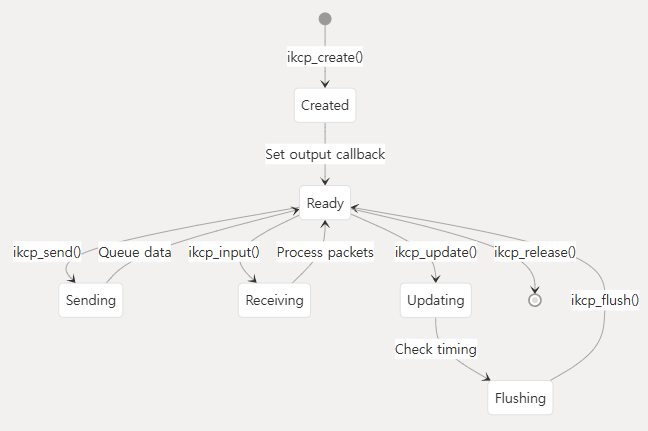 ikcp_create()
Created
Set output callback
Ready
ikcp_send()
Queue data
ikcp_input()
Process packets
ikcp_update()
ikcp_release()
Sending
Receiving
Updating
ikcp_flush()
Check timing
Flushing